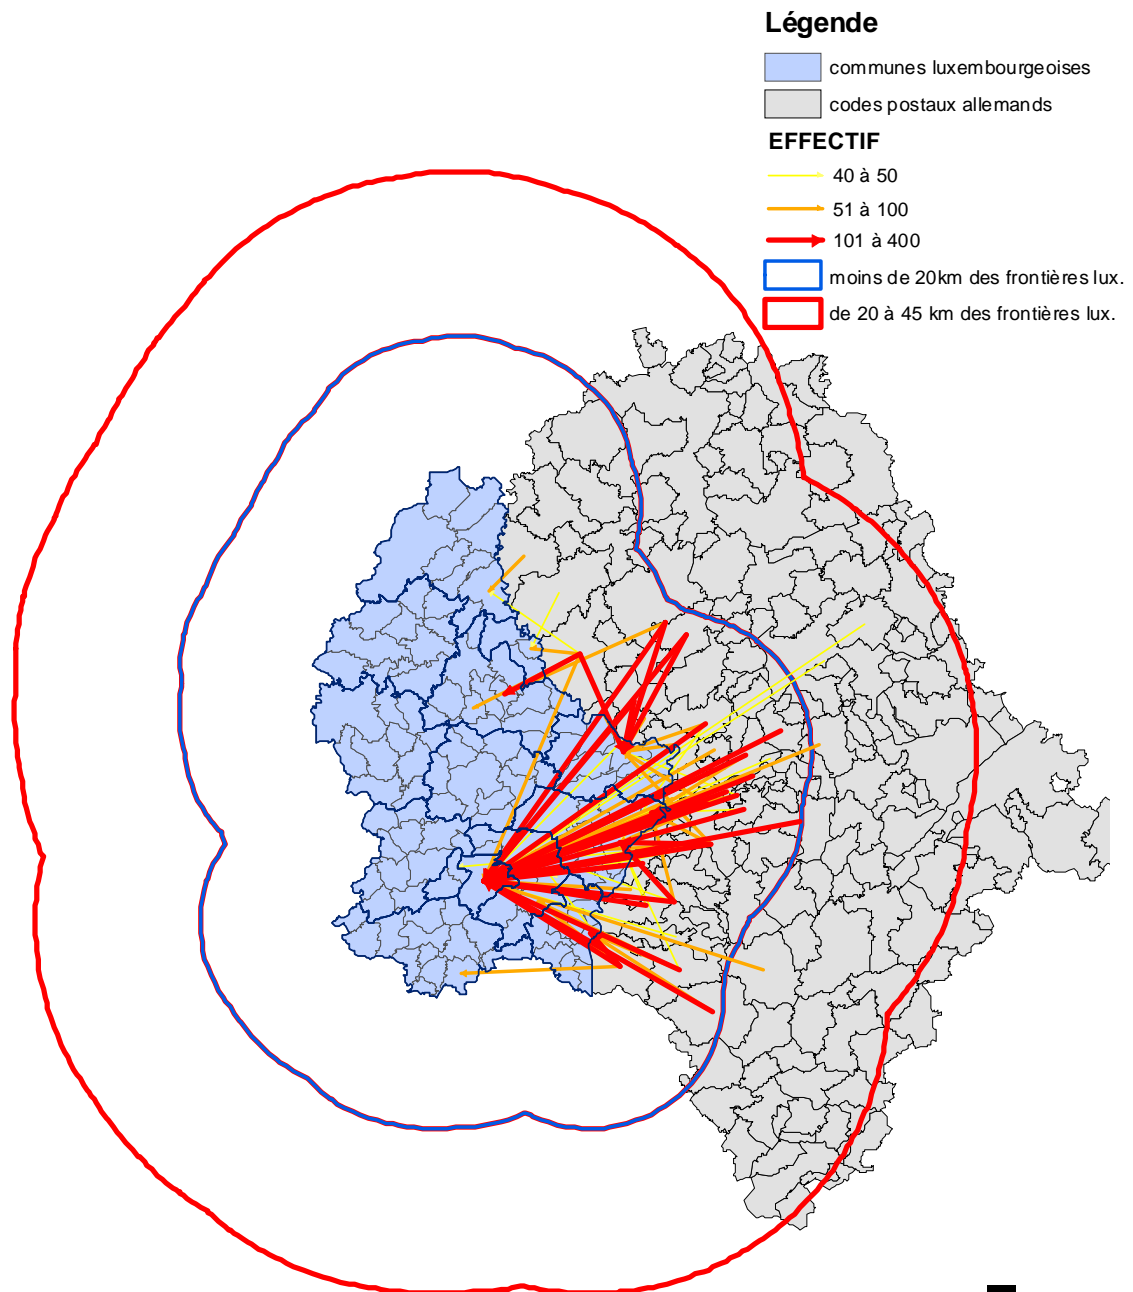 Légende
communes luxembourgeoises
codes postaux allemands
EFFECTIF
40 à 50
51 à 100
101 à 400
moins de 20km des frontières lux.
de 20 à 45 km des frontières lux.